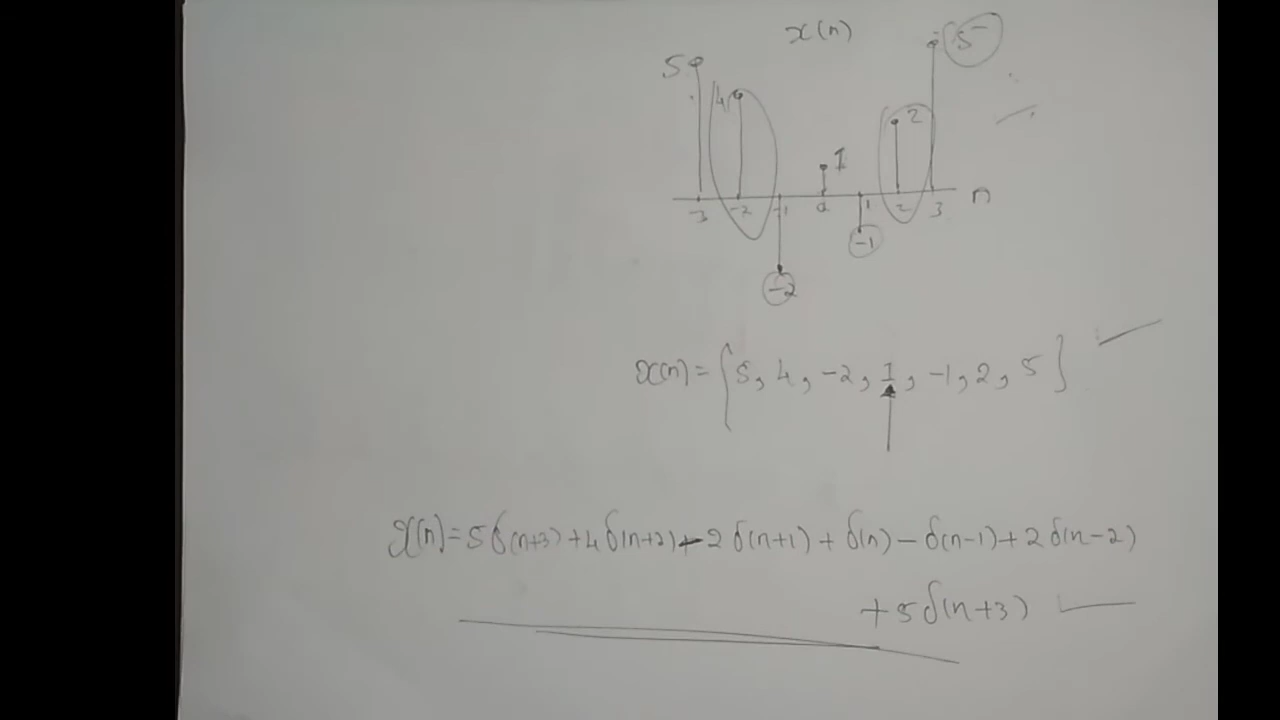 x(n)
5 4 1 2 5
-3 -2 -1 0 1 2 3 n
-2 -1
x(n) = { 5, 4, -2, 1, -1, 2, 5 }
x(n) = 5δ(n+3) + 4δ(n+2) - 2δ(n+1) + δ(n) - δ(n-1) + 2δ(n-2)
+ 5δ(n+3)